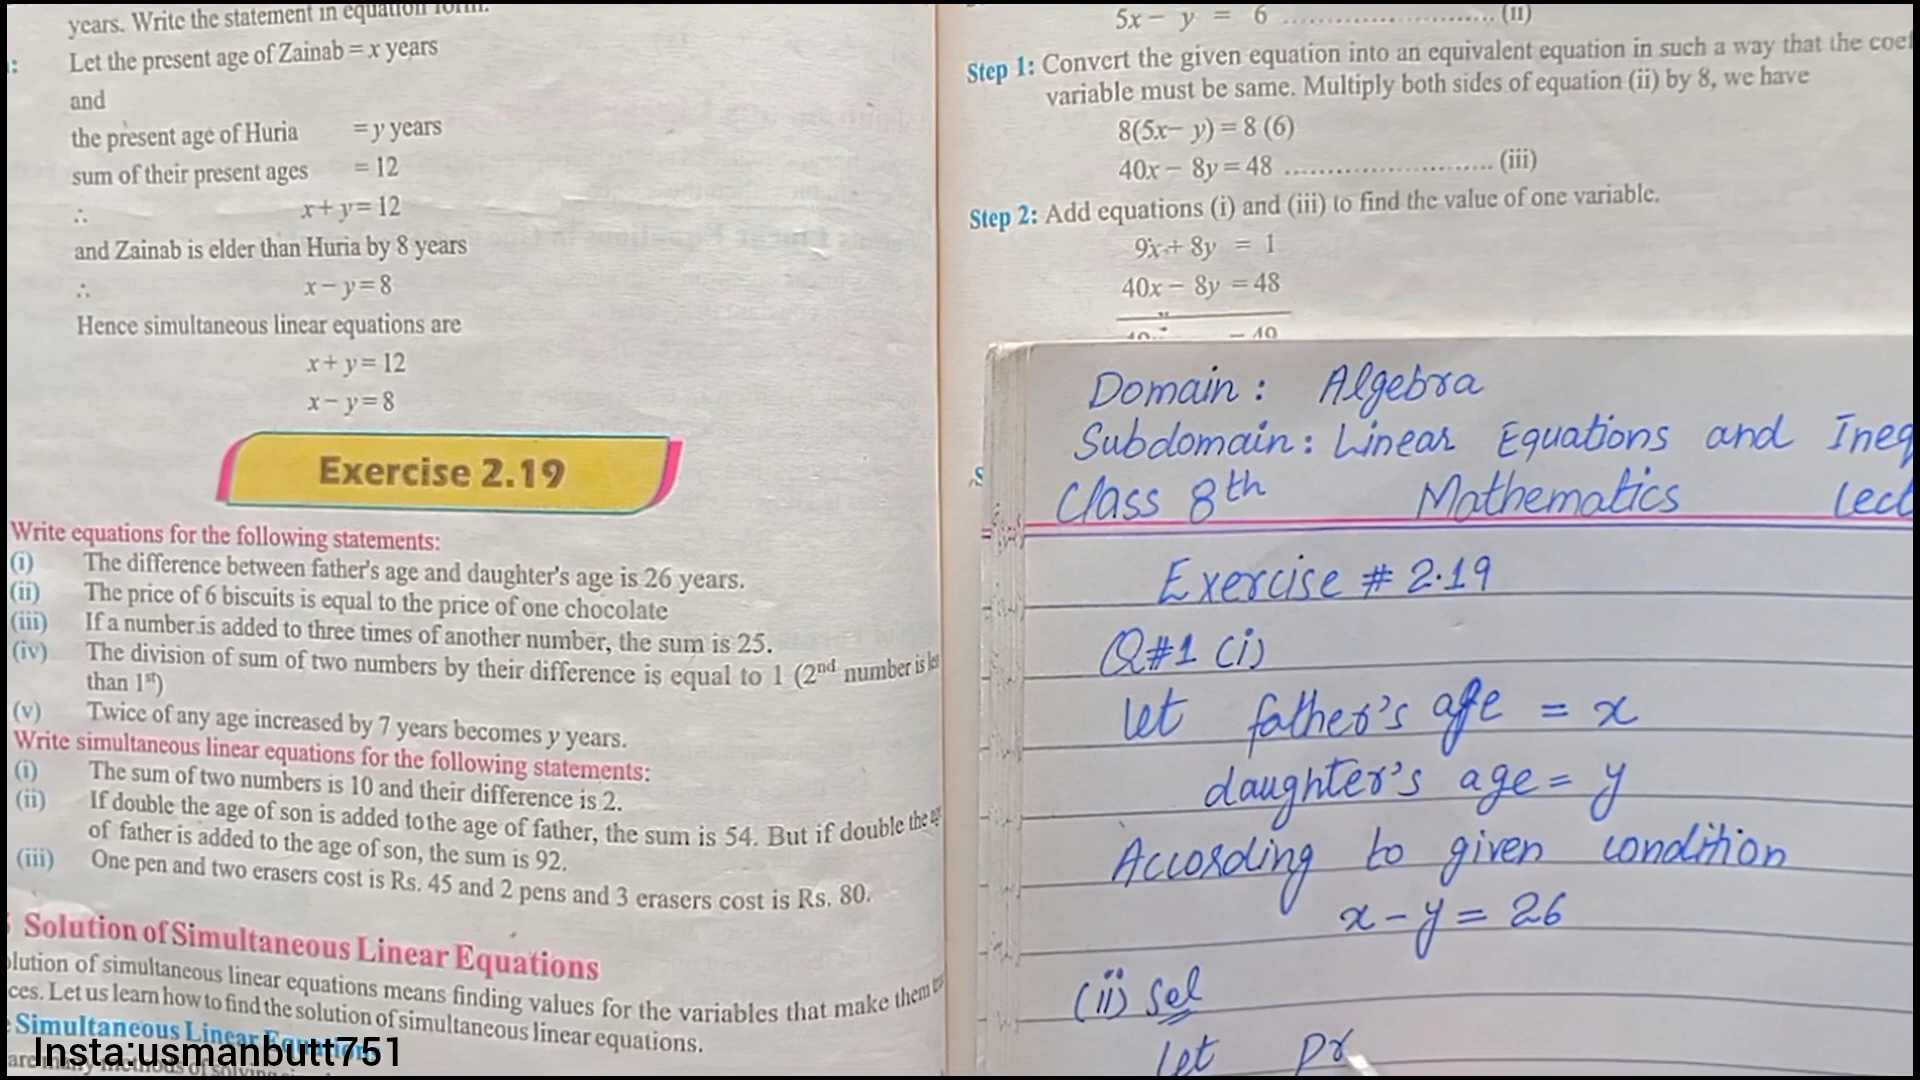 years. Write the statement in equation form.
Let the present age of Zainab = x years
and
the present age of Huria = y years
sum of their present ages = 12
∴ x + y = 12
and Zainab is elder than Huria by 8 years
∴ x − y = 8
Hence simultaneous linear equations are
x + y = 12
x − y = 8
Exercise 2.19
Write equations for the following statements:
(i) The difference between father's age and daughter's age is 26 years.
(ii) The price of 6 biscuits is equal to the price of one chocolate
(iii) If a number is added to three times of another number, the sum is 25.
(iv) The division of sum of two numbers by their difference is equal to 1 (2nd number is
than 1st)
(v) Twice of any age increased by 7 years becomes y years.
Write simultaneous linear equations for the following statements:
(i) The sum of two numbers is 10 and their difference is 2.
(ii) If double the age of son is added to the age of father, the sum is 54. But if double the
of father is added to the age of son, the sum is 92.
(iii) One pen and two erasers cost is Rs. 45 and 2 pens and 3 erasers cost is Rs. 80.
Solution of Simultaneous Linear Equations
of simultaneous linear equations means finding values for the variables that make them
Let us learn how to find the solution of simultaneous linear equations.
Simultaneous Linear
Insta:usmanbutt751
5x − y = 6 .................................. (ii)
Step 1: Convert the given equation into an equivalent equation in such a way that the
variable must be same. Multiply both sides of equation (ii) by 8, we have
8(5x− y) = 8 (6)
40x − 8y = 48 .................................. (iii)
Step 2: Add equations (i) and (iii) to find the value of one variable.
9x + 8y = 1
40x − 8y = 48
Domain: Algebra
Subdomain: Linear Equations and Ineq
Class 8th Mathematics Lect
Exercise # 2.19
Q#1 (i)
Let father's age = x
daughter's age = y
According to given condition
x − y = 26
(ii) Sol
Let pr